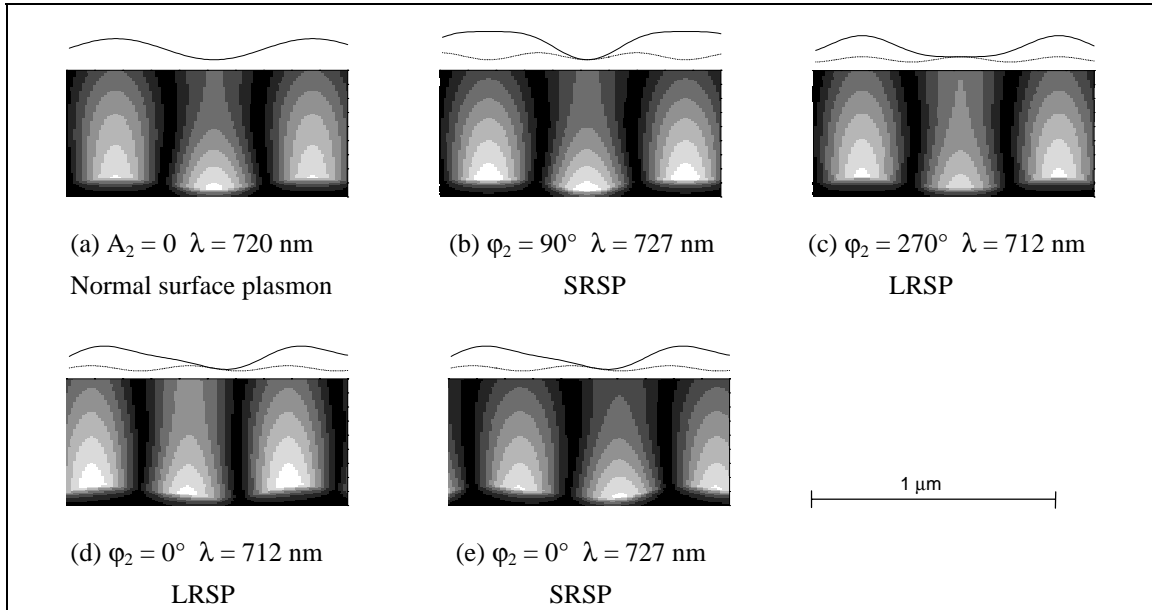 (a) A₂ = 0 λ = 720 nm
Normal surface plasmon
(b) φ₂ = 90° λ = 727 nm
SRSP
(c) φ₂ = 270° λ = 712 nm
LRSP
(d) φ₂ = 0° λ = 712 nm
LRSP
(e) φ₂ = 0° λ = 727 nm
SRSP
1 μm